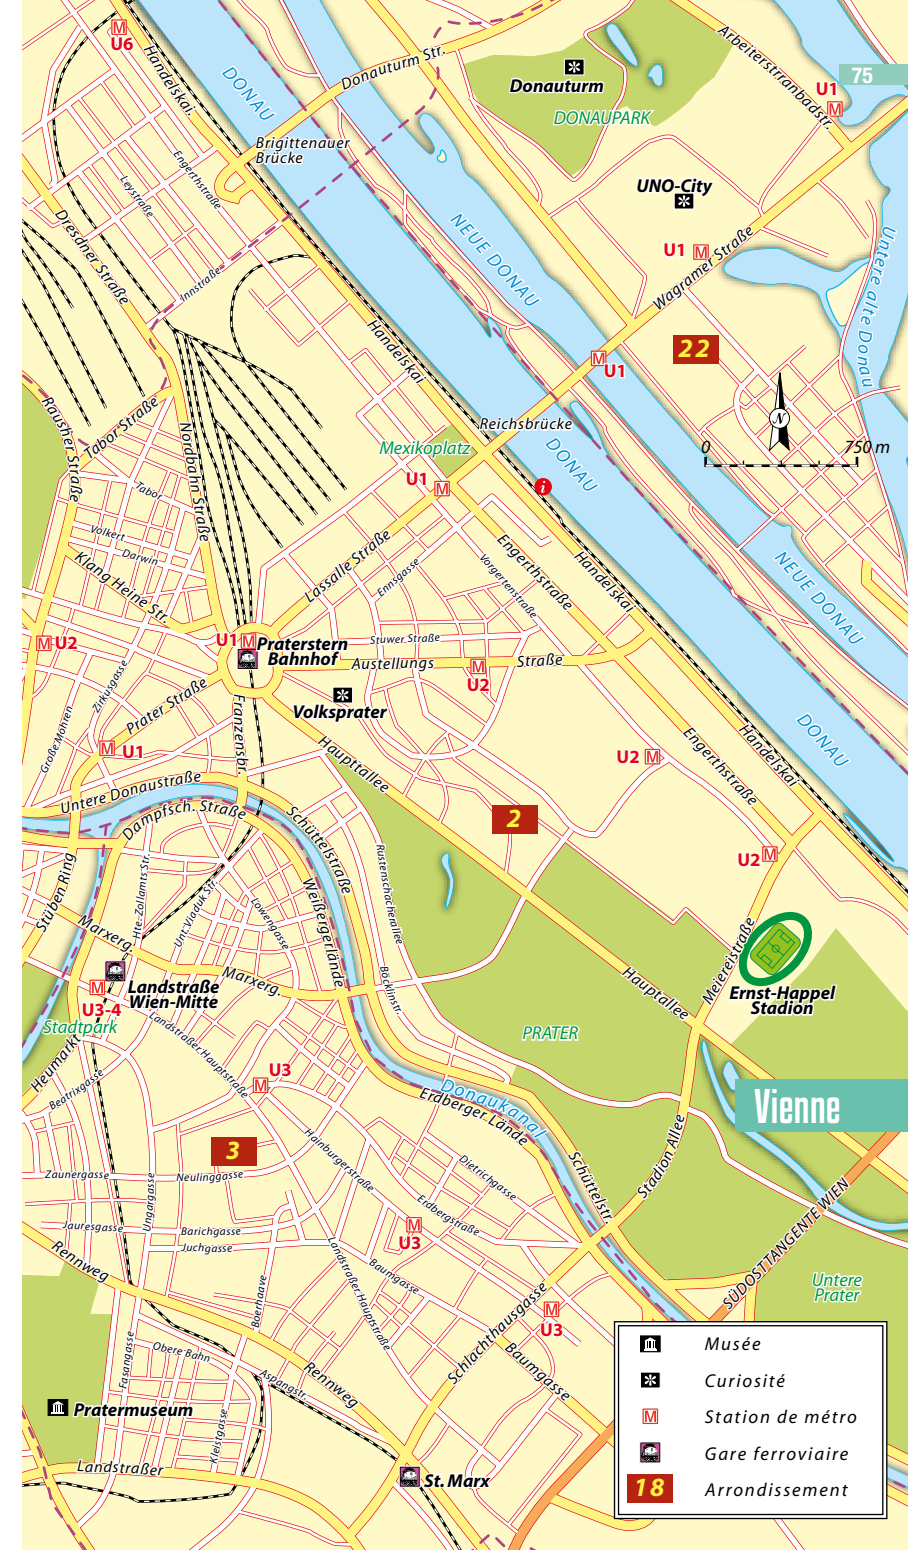 U6
Handelskai.
DONAU
Donauturm Str.
Donauturm
DONAUPARK
Arbeiterstrranbadstr.
75
U1
Brigittenauer
Brücke
Engerthstraße
Leystraße
Dresdner Straße
Innstraße
UNO-City
U1
NEUE DONAU
Wagramer Straße
Untere alte Donau
22
Handelskai
U1
N
0
750 m
Rausher Straße
Tabor Straße
Nordbahn Straße
Mexikoplatz
Reichsbrücke
DONAU
U1
i
Tabor
Volkert
Darwin
Klang Heine Str.
Lassalle Straße
Ennsgasse
Vorgertenstraße
Engerthstraße
Handelskai
NEUE DONAU
U2
U1
Praterstern
Bahnhof
Stuwer Straße
Austellungs
Straße
U2
Zirkusgasse
Große Mohren
Prater Straße
Franzensbr.
Volksprater
U1
Haupttallee
U2
Engerthstraße
Handelskai
DONAU
Untere Donaustraße
Dampfsch. Straße
Schüttelstraße
2
U2
Stüben Ring
Hte. Zollamts Str.
Unt. Viaduk Str.
Lowengasse
Weißergerlände
Rustenschacherallee
Marxerg.
Marxerg.
Böcklinstr.
Hauptallee
Meiereistraße
Landstraße
Wien-Mitte
U3-4
Stadtpark
Ernst-Happel
Stadion
PRATER
Heumarkt
Beatrixgasse
Landstraßer Hauptstraße
U3
Donaukanal
Erdberger Lände
Vienne
3
Hainburgerstraße
Dietrichgasse
Schüttelstr.
Stadion Allee
Zaunergasse
Neulinggasse
Ungargasse
Erdbergstraße
Jauresgasse
Barichgasse
Juchgasse
U3
SÜDOSTTANGENTE WIEN
Rennweg
Landstraßer Hauptstraße
Baumgasse
Boerhaave
Untere
Prater
Schlachthausgasse
U3
Fasangasse
Obere Bahn
Aspangstr.
Rennweg
Baumgasse
Pratermuseum
Kleistgasse
Landstraßer
St. Marx
Musée
Curiosité
M Station de métro
Gare ferroviaire
18 Arrondissement